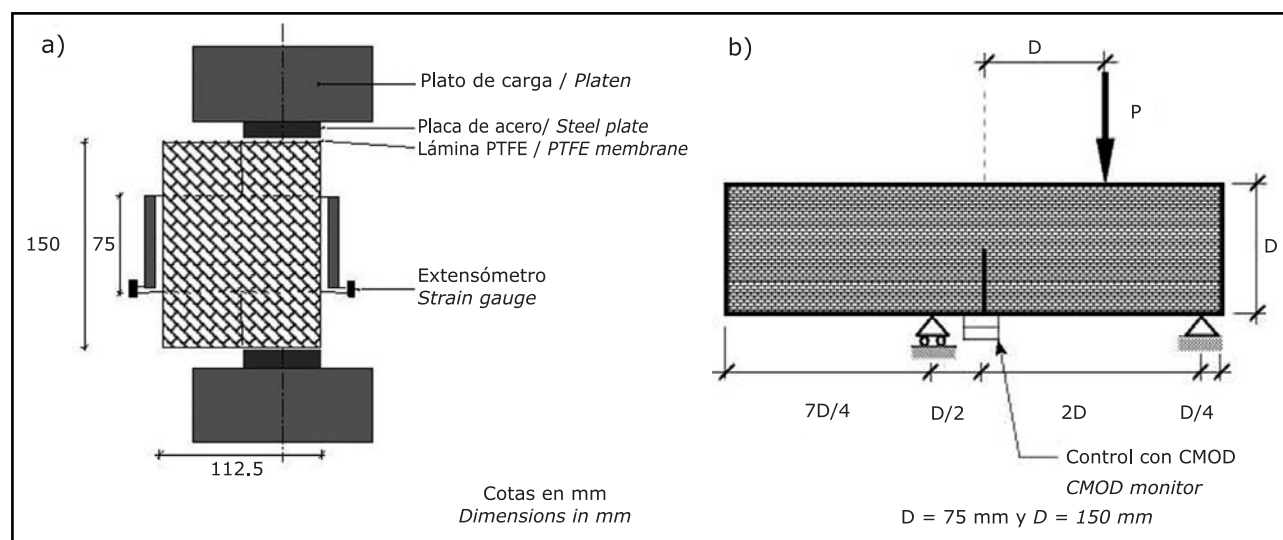 a)
Plato de carga / Platen
Placa de acero/ Steel plate
Lámina PTFE / PTFE membrane
150
75
Extensómetro
Strain gauge
112.5
Cotas en mm
Dimensions in mm
b)
D
P
D
7D/4
D/2
2D
D/4
Control con CMOD
CMOD monitor
D = 75 mm y D = 150 mm